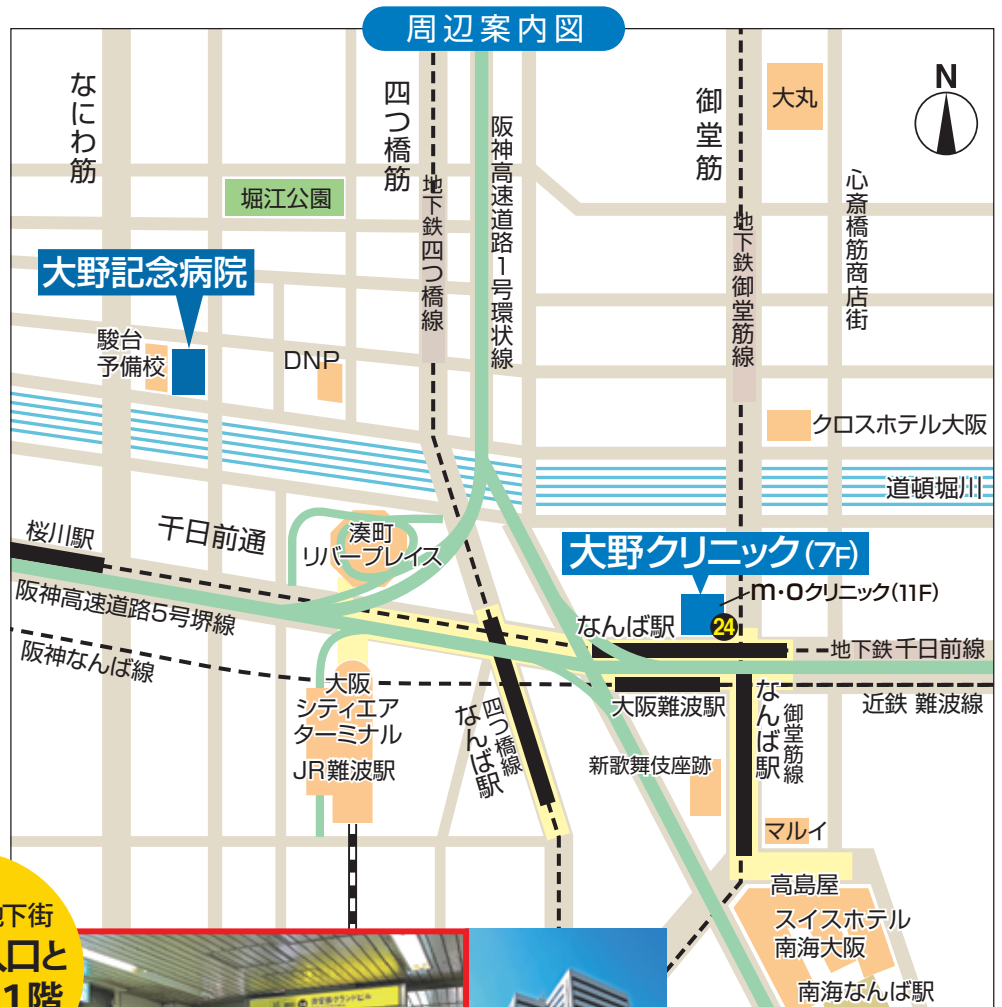 周辺案内図
なにわ筋
四つ橋筋
阪神高速道路1号環状線
御堂筋
大丸
N
堀江公園
地下鉄四つ橋線
地下鉄御堂筋線
心斎橋筋商店街
大野記念病院
駿台
予備校
DNP
クロスホテル大阪
道頓堀川
桜川駅
千日前通
湊町
リバープレイス
大野クリニック(7F)
m・oクリニック(11F)
なんば駅
24
阪神高速道路5号堺線
地下鉄千日前線
阪神なんば線
大阪
シティエア
ターミナル
JR難波駅
四つ橋線
なんば駅
大阪難波駅
近鉄 難波線
なんば駅
御堂筋線
新歌舞伎座跡
マルイ
高島屋
スイスホテル
南海大阪
南海なんば駅
下街
口と
1階